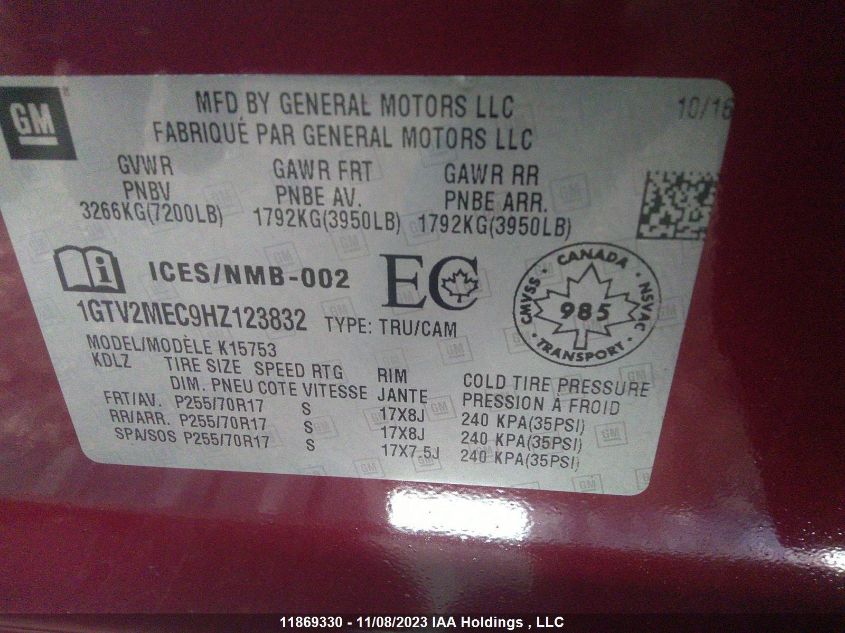 GM
MFD BY GENERAL MOTORS LLC 10/16
FABRIQUÉ PAR GENERAL MOTORS LLC
GVWR GAWR FRT GAWR RR
PNBV PNBE AV. PNBE ARR.
3266KG(7200LB) 1792KG(3950LB) 1792KG(3950LB)
i ICES/NMB-002 EC
CANADA
CMVSS 985 NSVAC
TRANSPORT
1GTV2MEC9HZ123832 TYPE: TRU/CAM
MODEL/MODÈLE K15753
KDLZ TIRE SIZE SPEED RTG RIM COLD TIRE PRESSURE
DIM. PNEU COTE VITESSE JANTE PRESSION À FROID
FRT/AV. P255/70R17 S 17X8J 240 KPA(35PSI)
RR/ARR. P255/70R17 S 17X8J 240 KPA(35PSI)
SPA/SOS P255/70R17 S 17X7.5J 240 KPA(35PSI)
11869330 - 11/08/2023 IAA Holdings , LLC